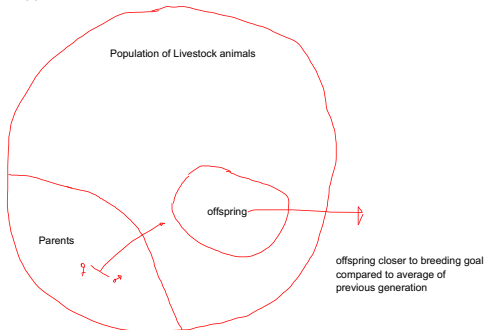 Population of Livestock animals
offspring
Parents
♀ ♂
offspring closer to breeding goal
compared to average of
previous generation